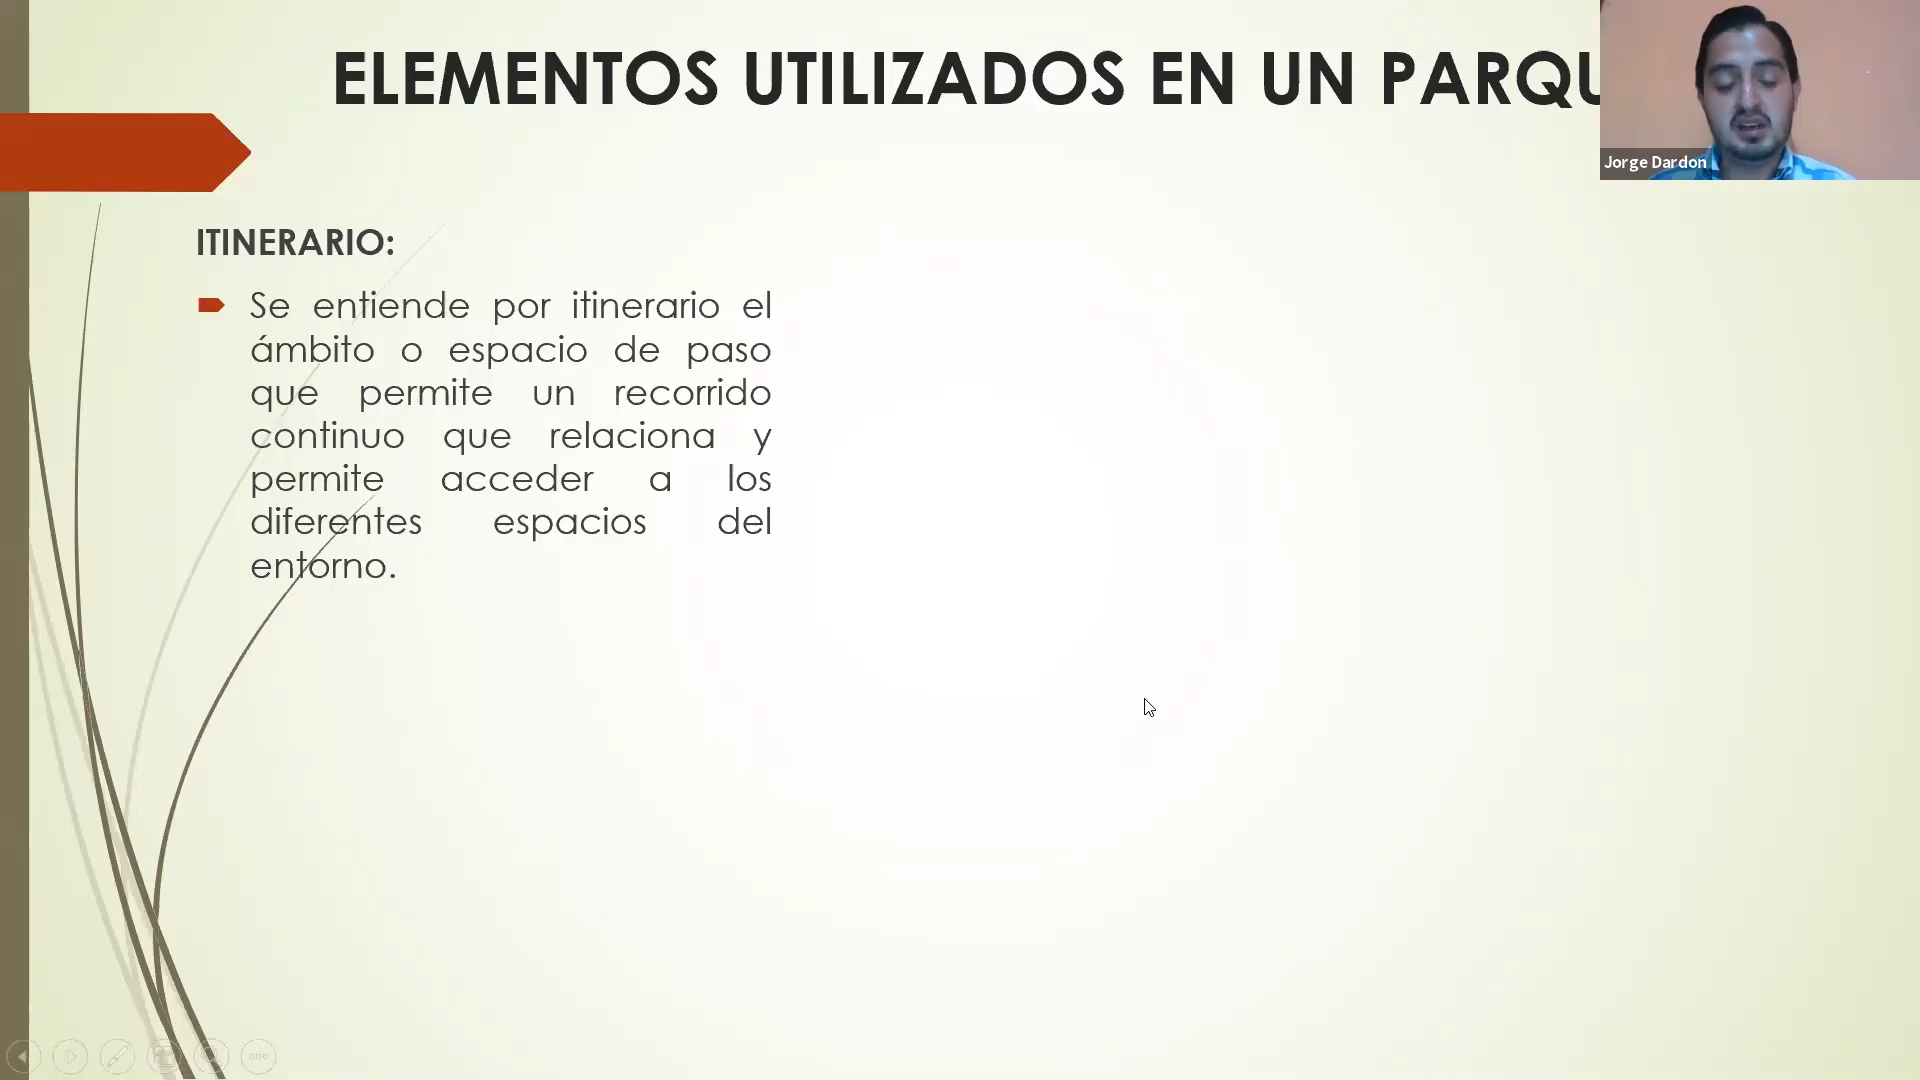 ELEMENTOS UTILIZADOS EN UN PARQU
Jorge Dardon
ITINERARIO:
Se entiende por itinerario el
ámbito o espacio de paso
que permite un recorrido
continuo que relaciona y
permite acceder a los
diferentes espacios del
entorno.